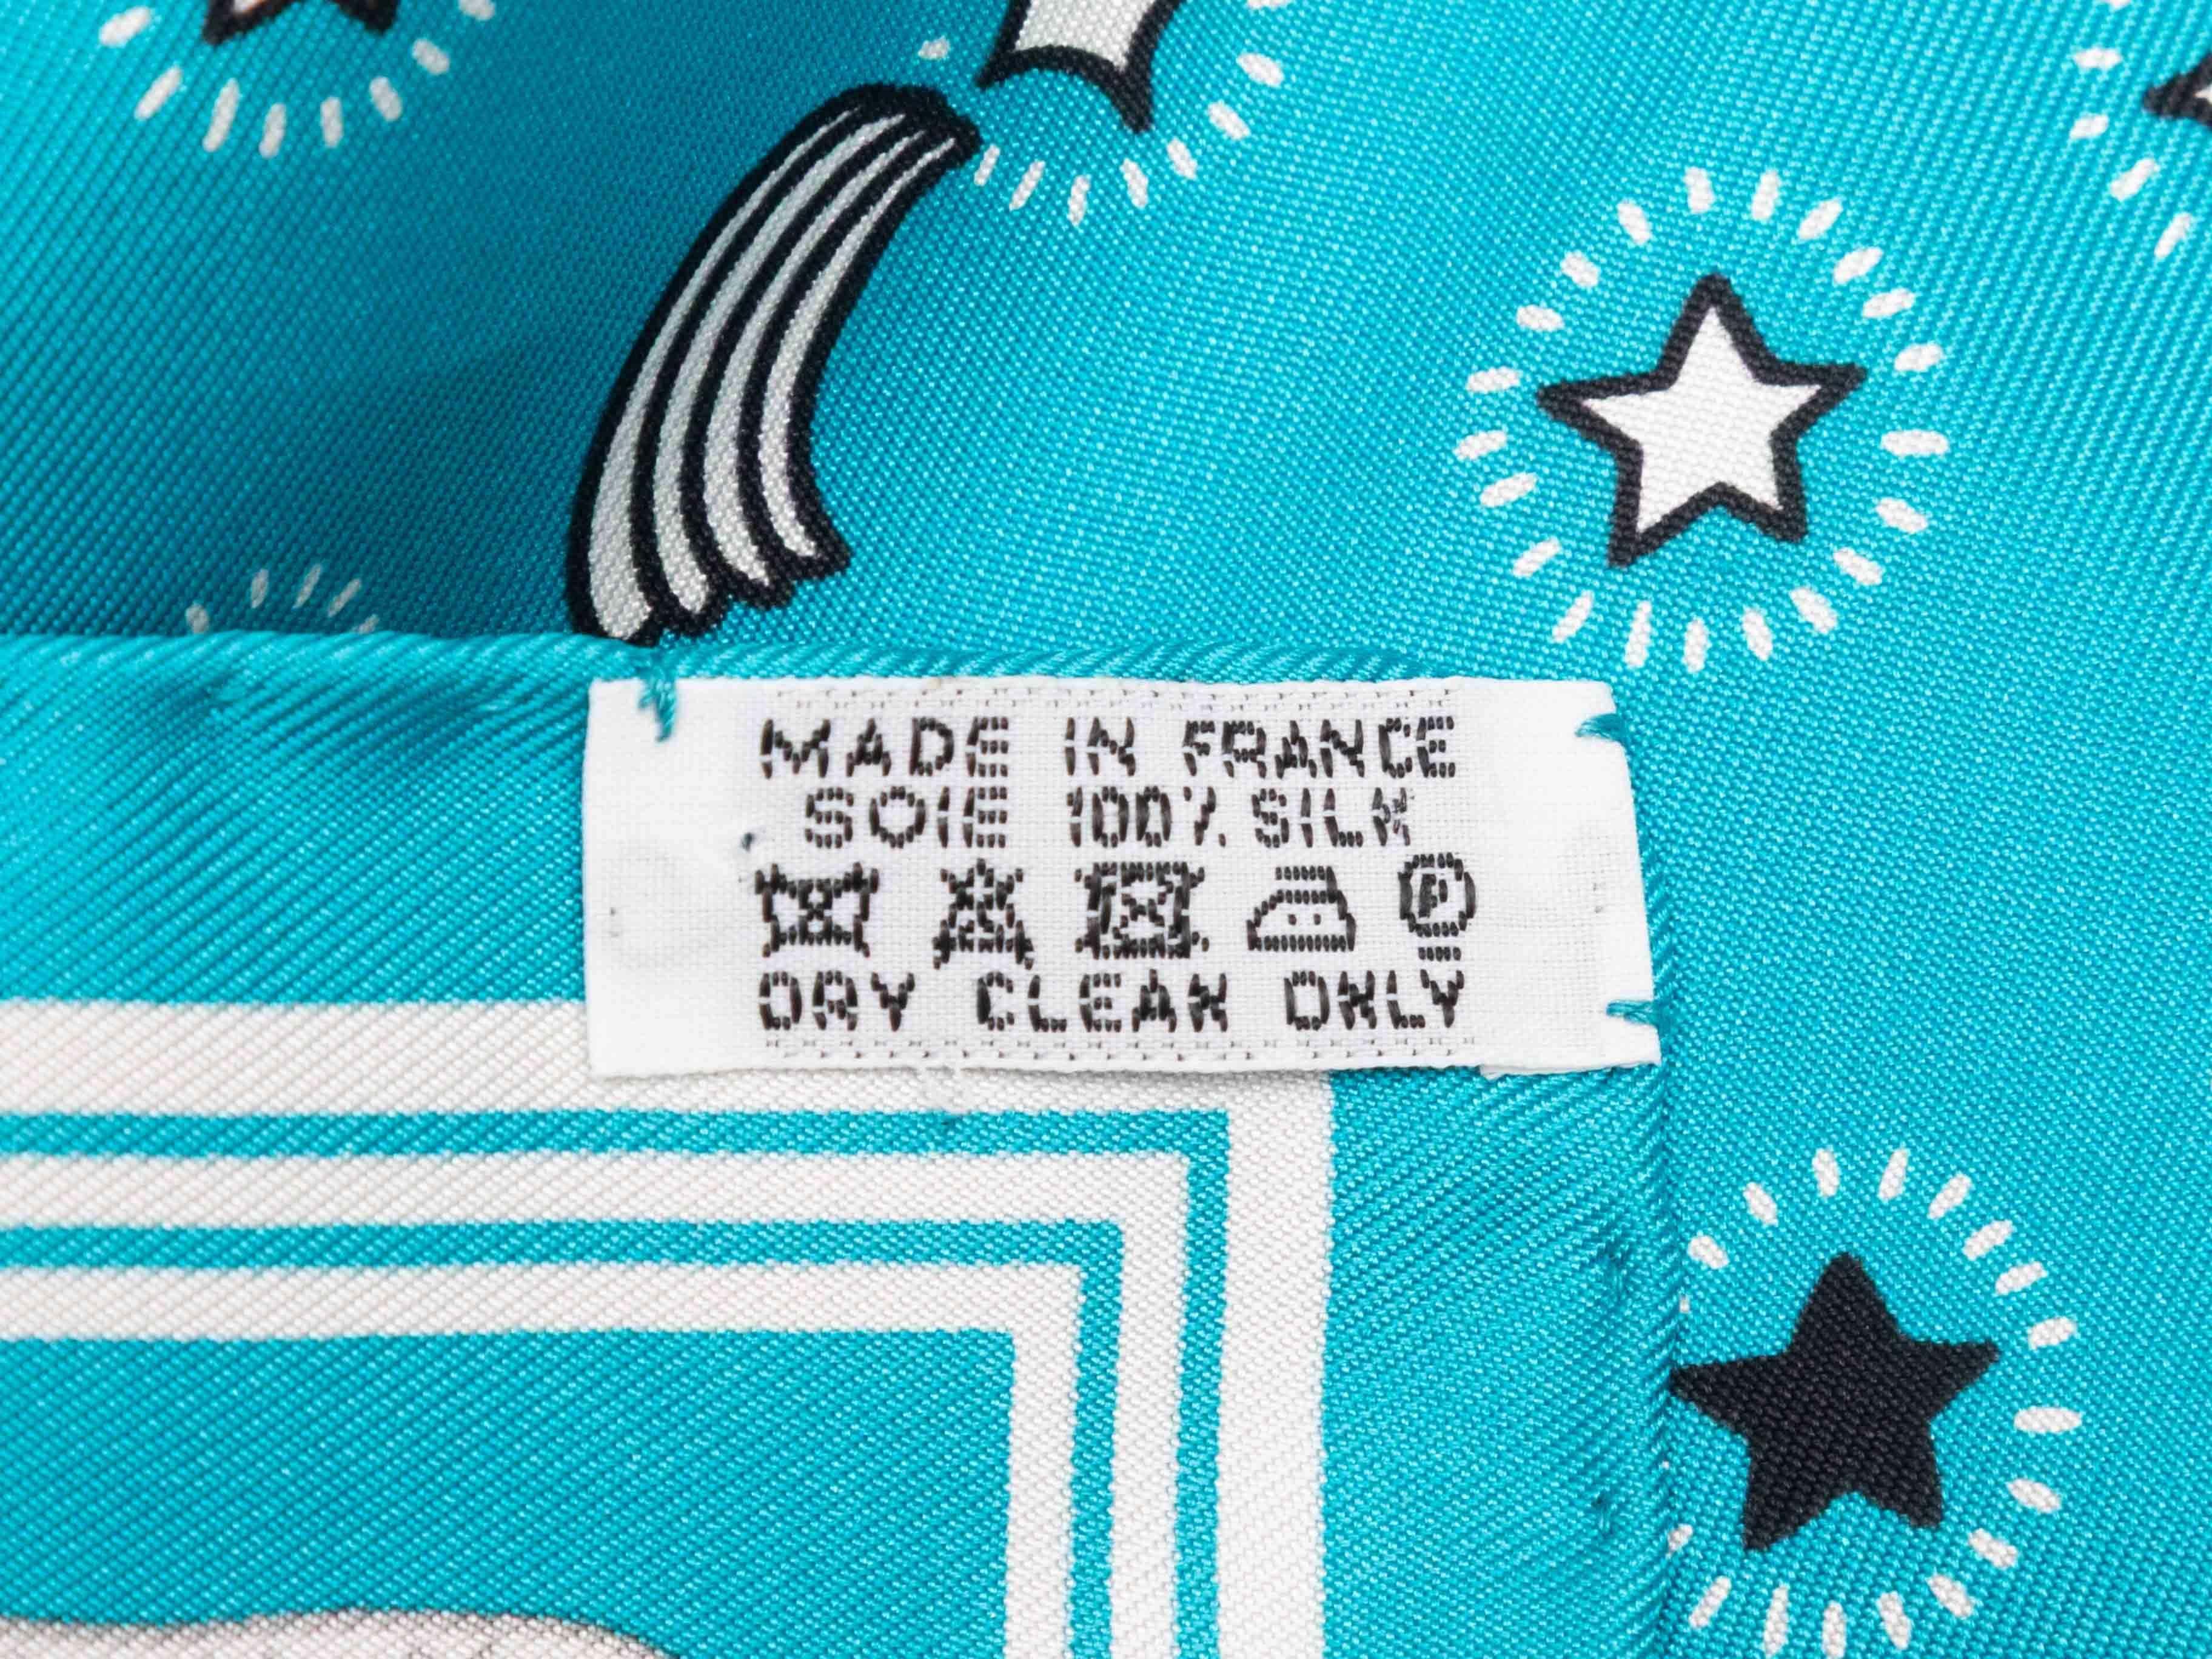 MADE IN FRANCE
SOIE 100% SILK
P
DRY CLEAN ONLY